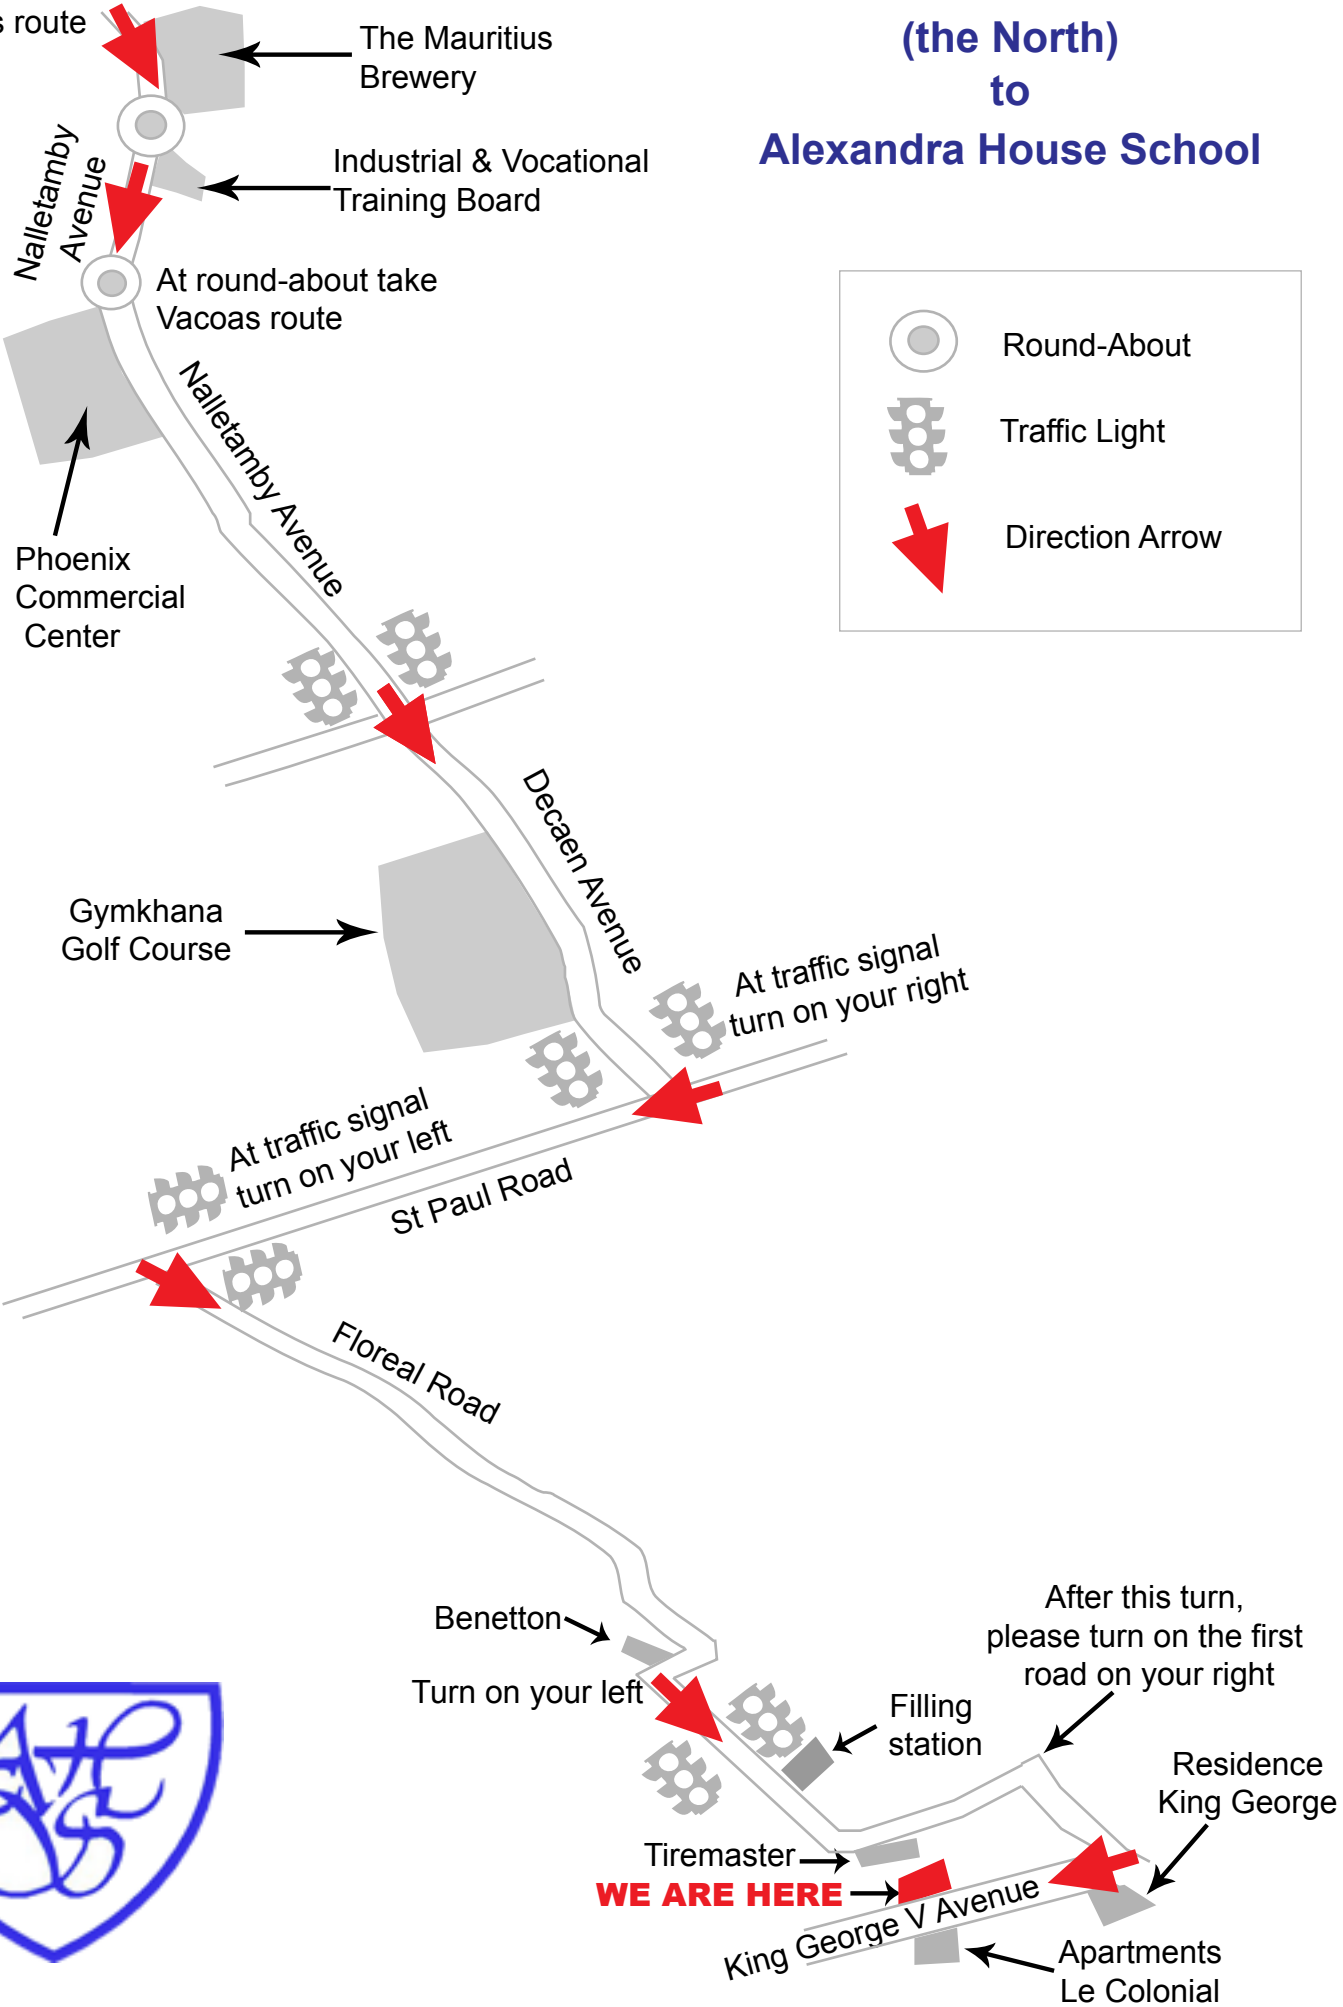 route
(the North)
to
Alexandra House School
The Mauritius
Brewery
Industrial & Vocational
Training Board
Nalletamby
Avenue
At round-about take
Vacoas route
Round-About
Traffic Light
Direction Arrow
Nalletamby Avenue
Phoenix
Commercial
Center
Decaen Avenue
Gymkhana
Golf Course
At traffic signal
turn on your right
At traffic signal
turn on your left
St Paul Road
Floreal Road
Benetton
Turn on your left
After this turn,
please turn on the first
road on your right
Filling
station
Residence
King George
Tiremaster
WE ARE HERE
King George V Avenue
Apartments
Le Colonial